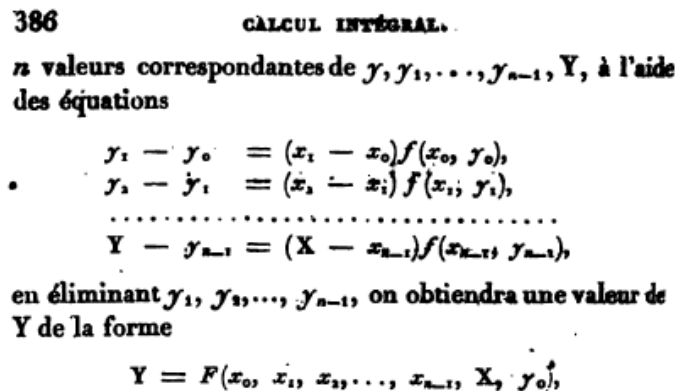 386 CALCUL INTÉGRAL.
n valeurs correspondantes de y, y₁, . . ., yₙ₋₁, Y, à l'aide
des équations
y₁ — y₀ = (x₁ — x₀) f(x₀, y₀),
y₂ — y₁ = (x₂ — x₁) f(x₁, y₁),
. . . . . . . . . . . . . . . . . . . . . . . . . . . . . . . . . . .
Y — yₙ₋₁ = (X — xₙ₋₁) f(xₙ₋₁, yₙ₋₁),
en éliminant y₁, y₂,..., yₙ₋₁, on obtiendra une valeur de
Y de la forme
Y = F(x₀, x₁, x₂,..., xₙ₋₁, X, y₀),